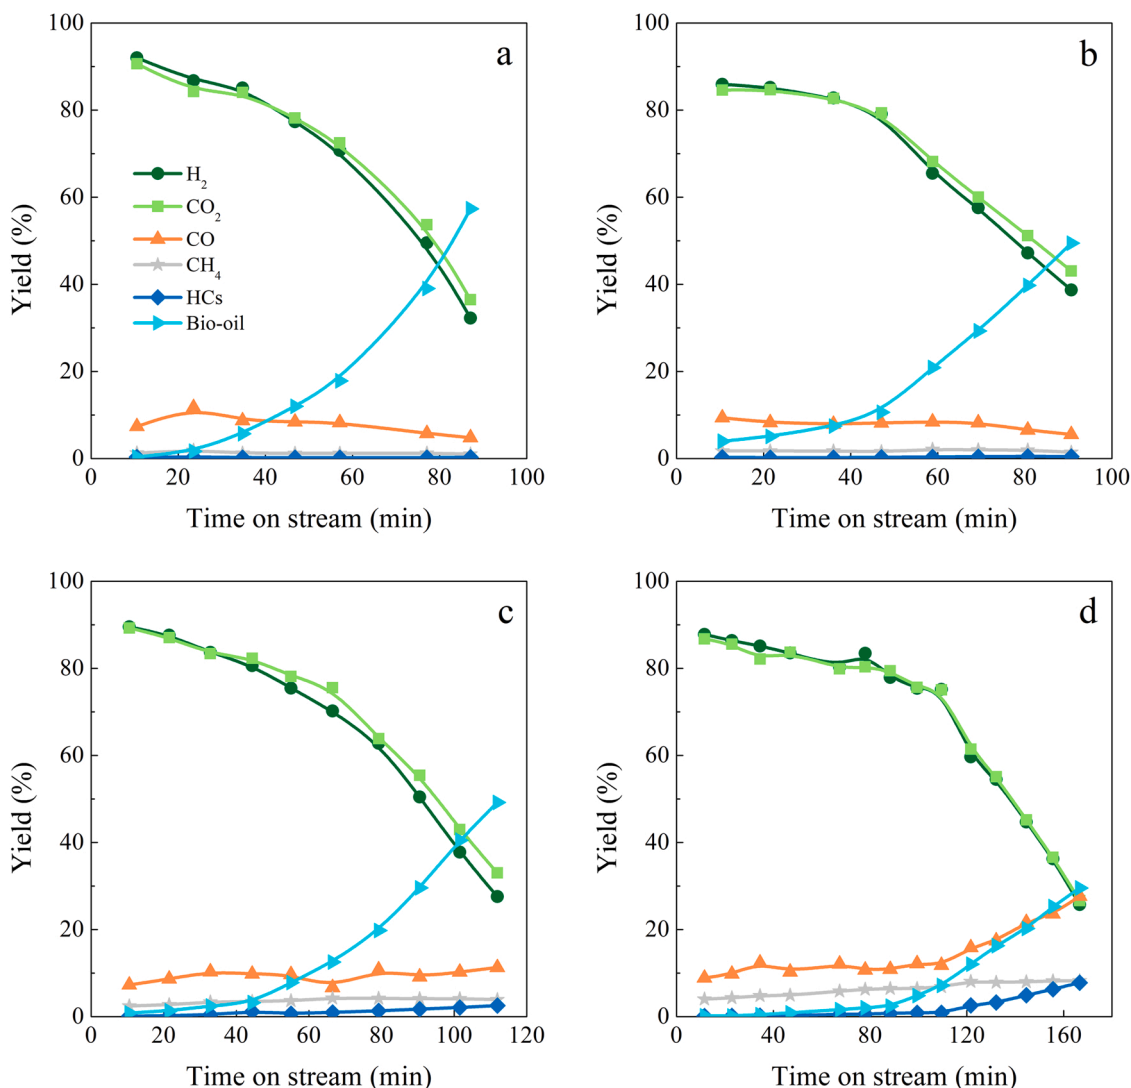 a
100
80
60
40
20
0
Yield (%)
H2
CO2
CO
CH4
HCs
Bio-oil
0 20 40 60 80 100
Time on stream (min)
b
100
80
60
40
20
0
Yield (%)
0 20 40 60 80 100
Time on stream (min)
c
100
80
60
40
20
0
Yield (%)
0 20 40 60 80 100 120
Time on stream (min)
d
100
80
60
40
20
0
Yield (%)
0 40 80 120 160
Time on stream (min)